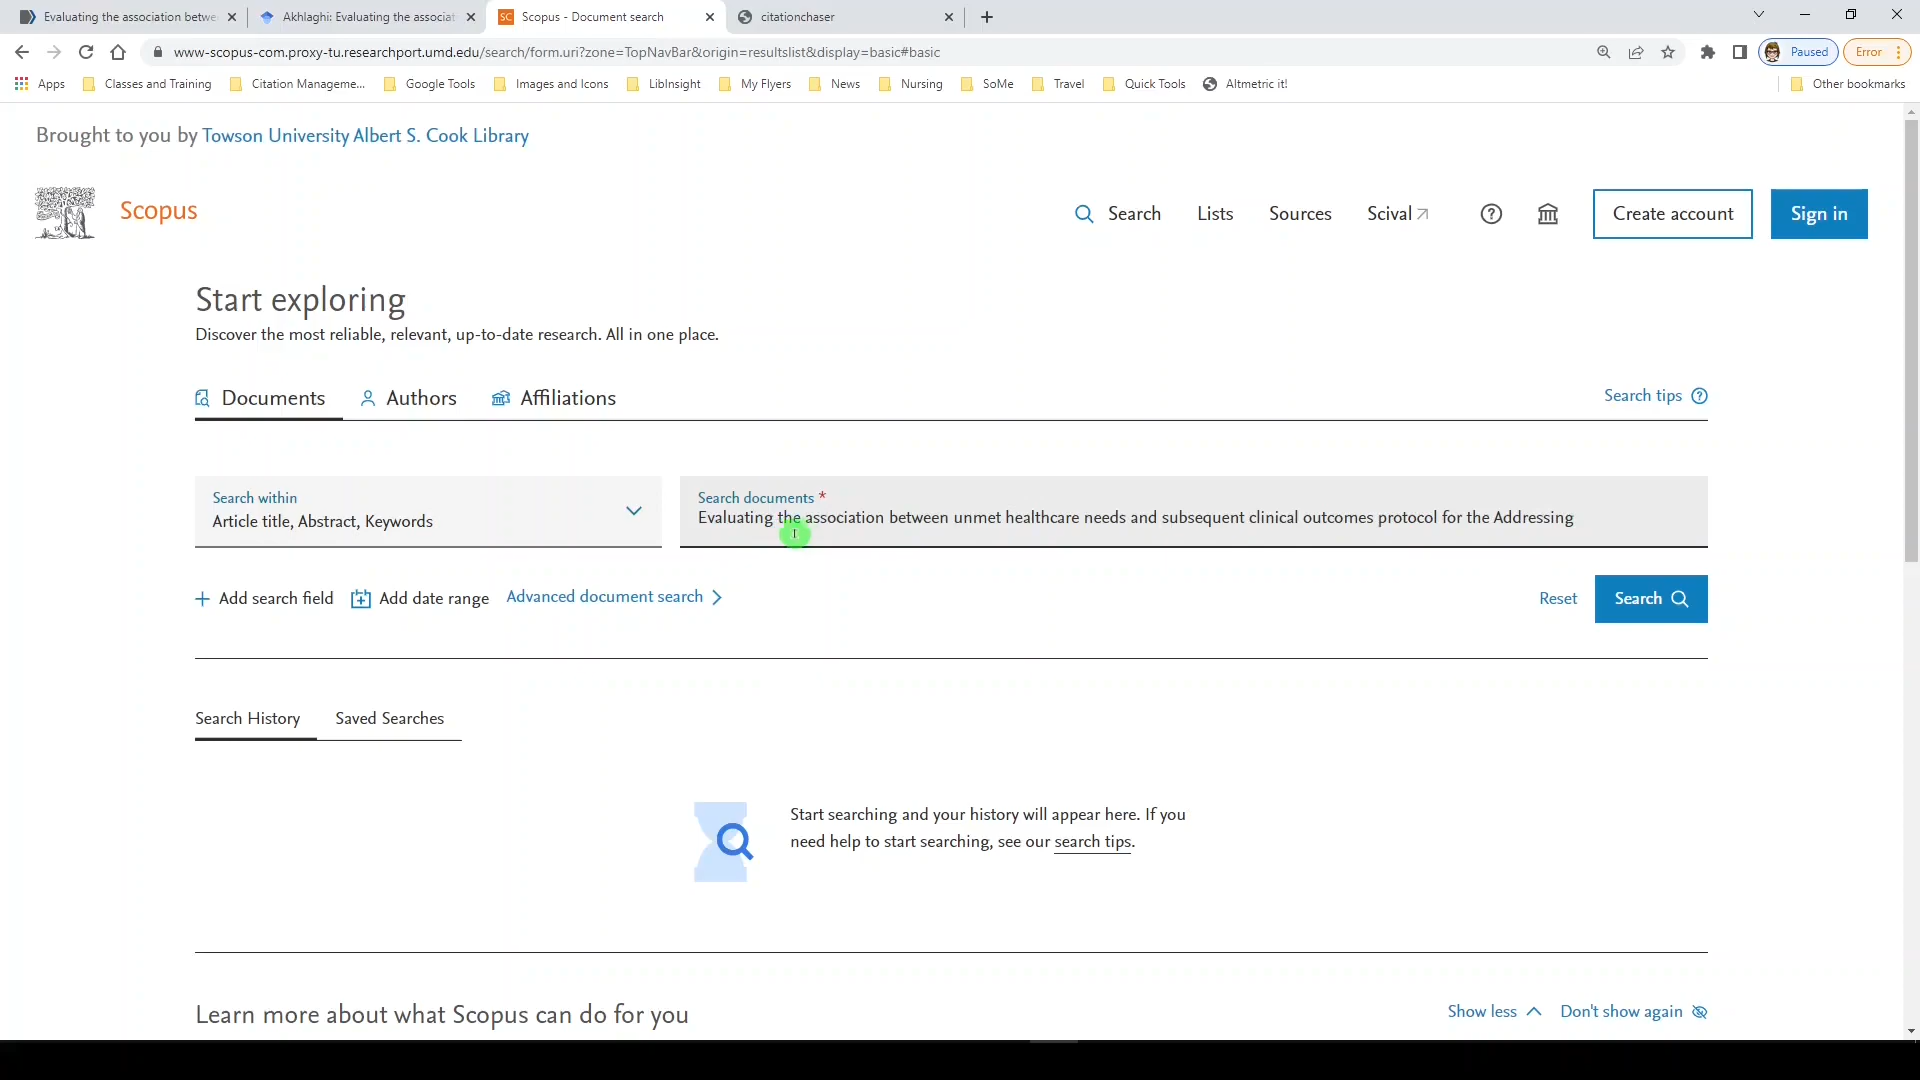 Evaluating the association betwe
Akhlaghi: Evaluating the associat
SC Scopus - Document search
citationchaser
www-scopus-com.proxy-tu.researchport.umd.edu/search/form.uri?zone=TopNavBar&origin=resultslist&display=basic#basic
Paused
Error
Apps
Classes and Training
Citation Manageme...
Google Tools
Images and Icons
LibInsight
My Flyers
News
Nursing
SoMe
Travel
Quick Tools
Altmetric it!
Other bookmarks
Brought to you by Towson University Albert S. Cook Library
Scopus
Search
Lists
Sources
Scival
Create account
Sign in
Start exploring
Discover the most reliable, relevant, up-to-date research. All in one place.
Documents
Authors
Affiliations
Search tips
Search within
Article title, Abstract, Keywords
Search documents *
Evaluating the association between unmet healthcare needs and subsequent clinical outcomes protocol for the Addressing
Add search field
Add date range
Advanced document search
Reset
Search
Search History
Saved Searches
Start searching and your history will appear here. If you
need help to start searching, see our search tips.
Learn more about what Scopus can do for you
Show less
Don't show again